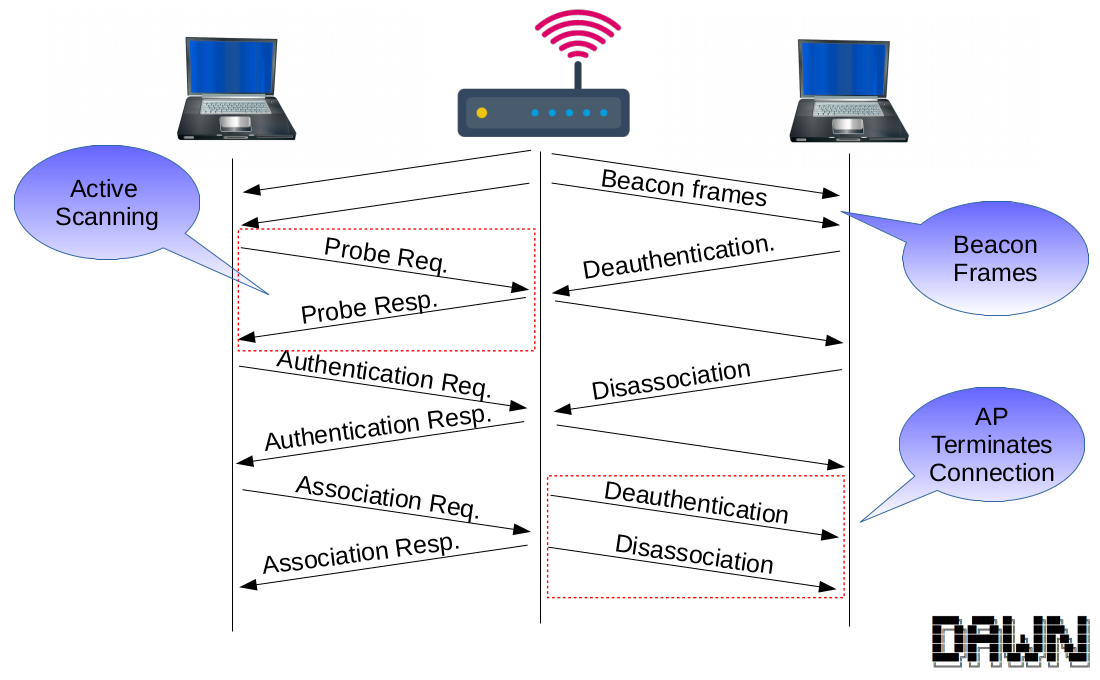 Active
Scanning
Beacon frames
Beacon
Frames
Probe Req.
Deauthentication.
Probe Resp.
Authentication Req.
Disassociation
Authentication Resp.
AP
Terminates
Connection
Association Req.
Deauthentication
Association Resp.
Disassociation
DAWN